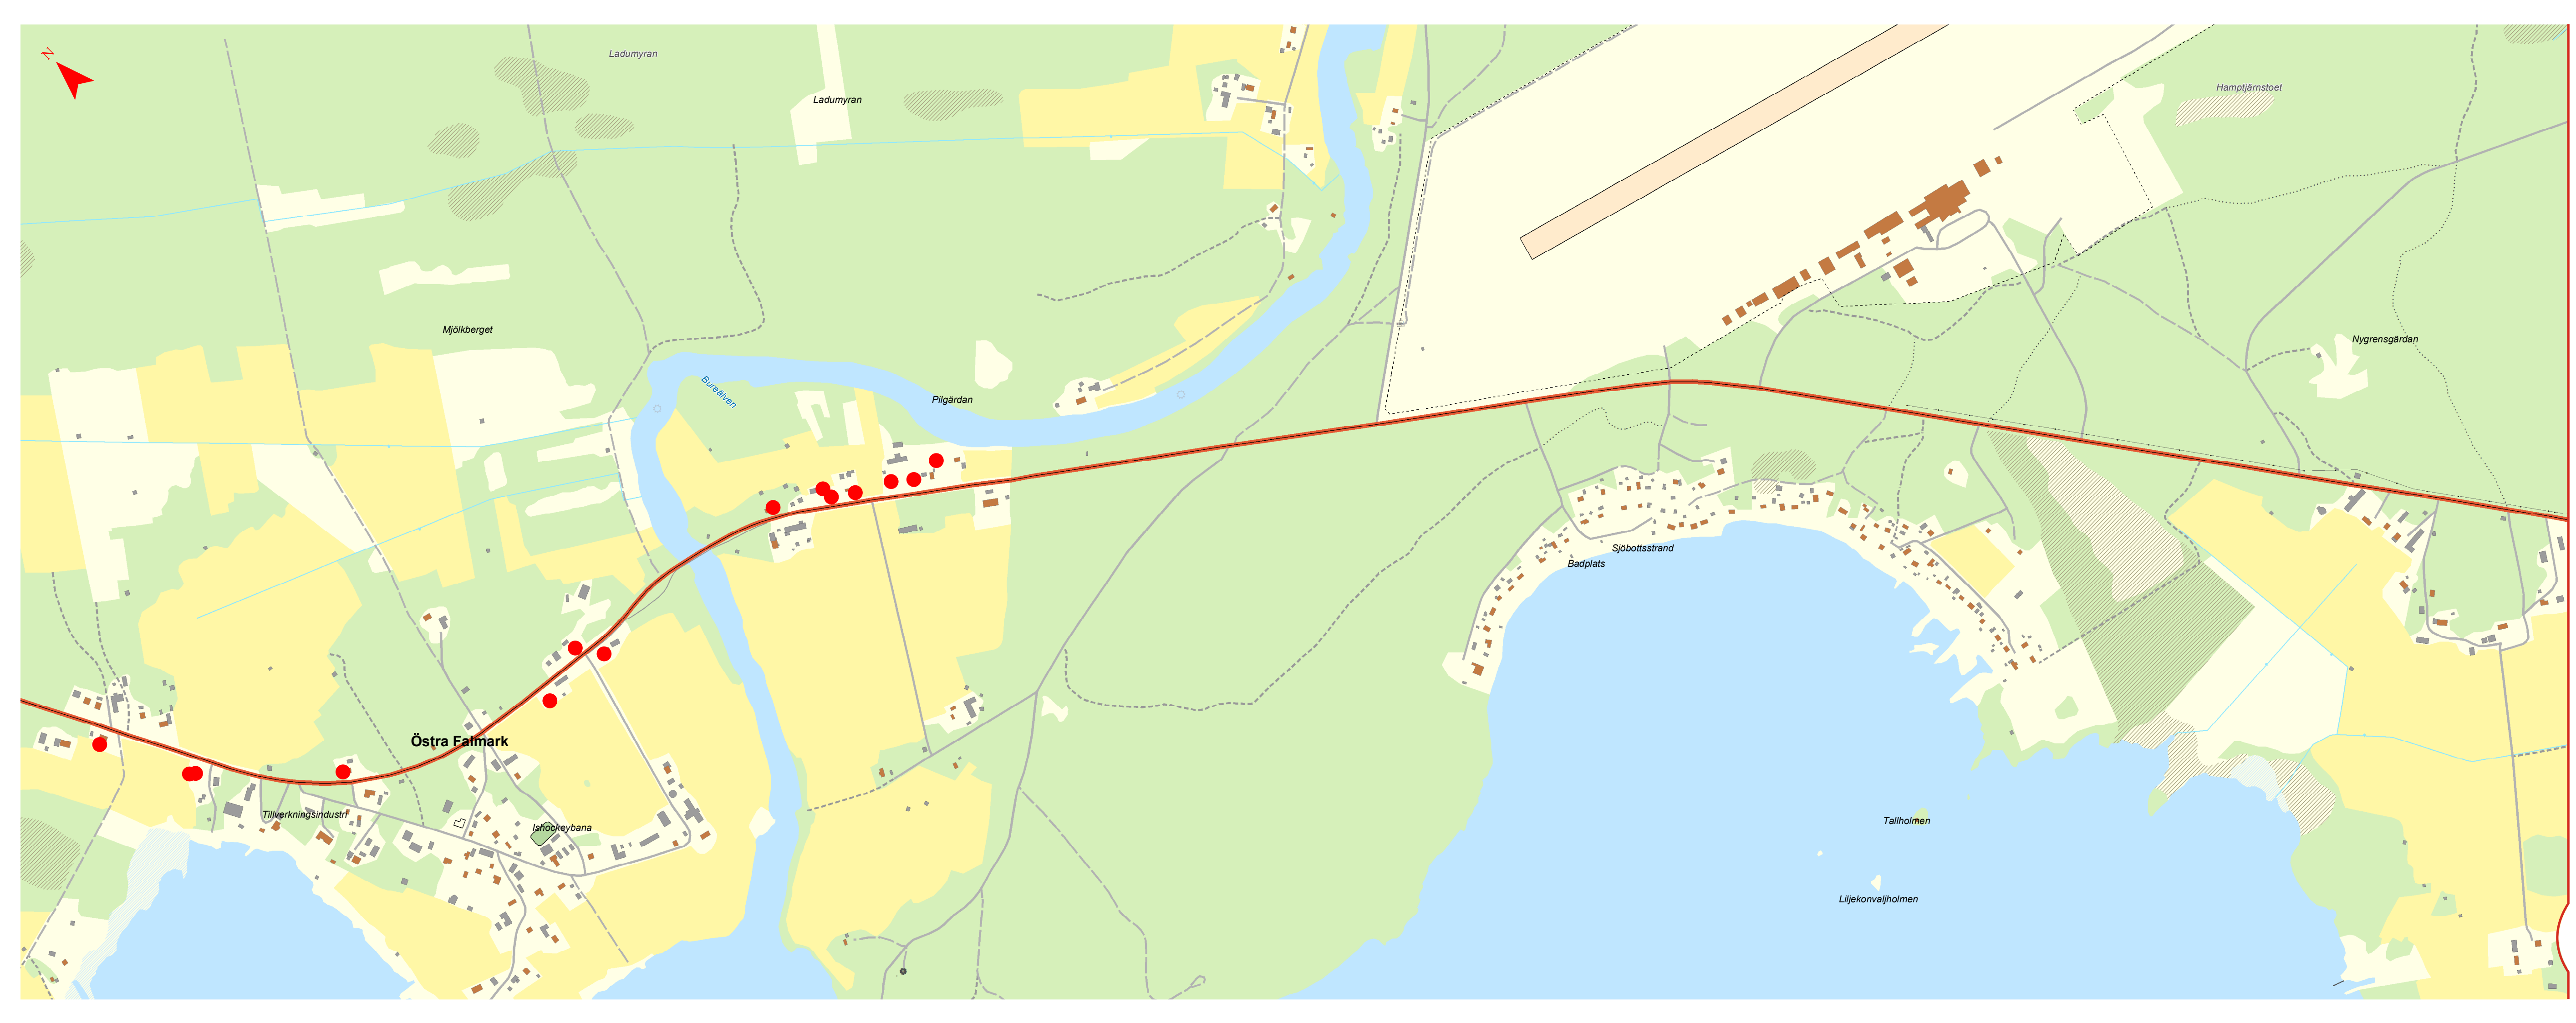 N
Ladumyran
Ladumyran
Hamptjärnstoet
Mjölkberget
Nygrensgärdan
Bureälven
Pilgärdan
Sjöbottsstrand
Badplats
Östra Falmark
Tillverkningsindustri
Ishockeybana
Tallholmen
Liljekonvaljholmen